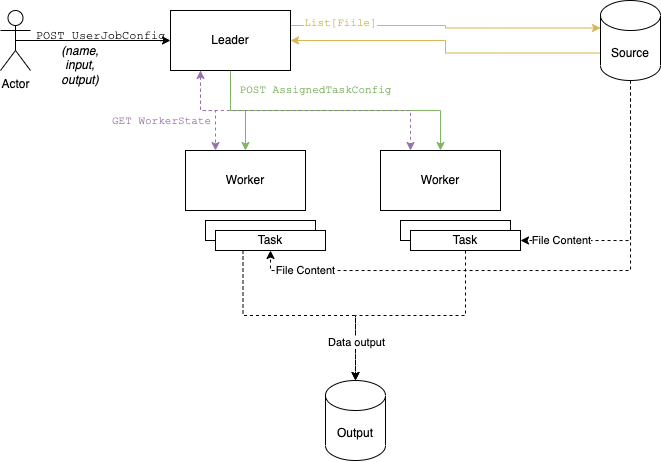 POST UserJobConfig
(name,
input,
output)
Actor
Leader
List[Fiile]
Source
POST AssignedTaskConfig
GET WorkerState
Worker
Worker
Task
Task
File Content
File Content
Data output
Output